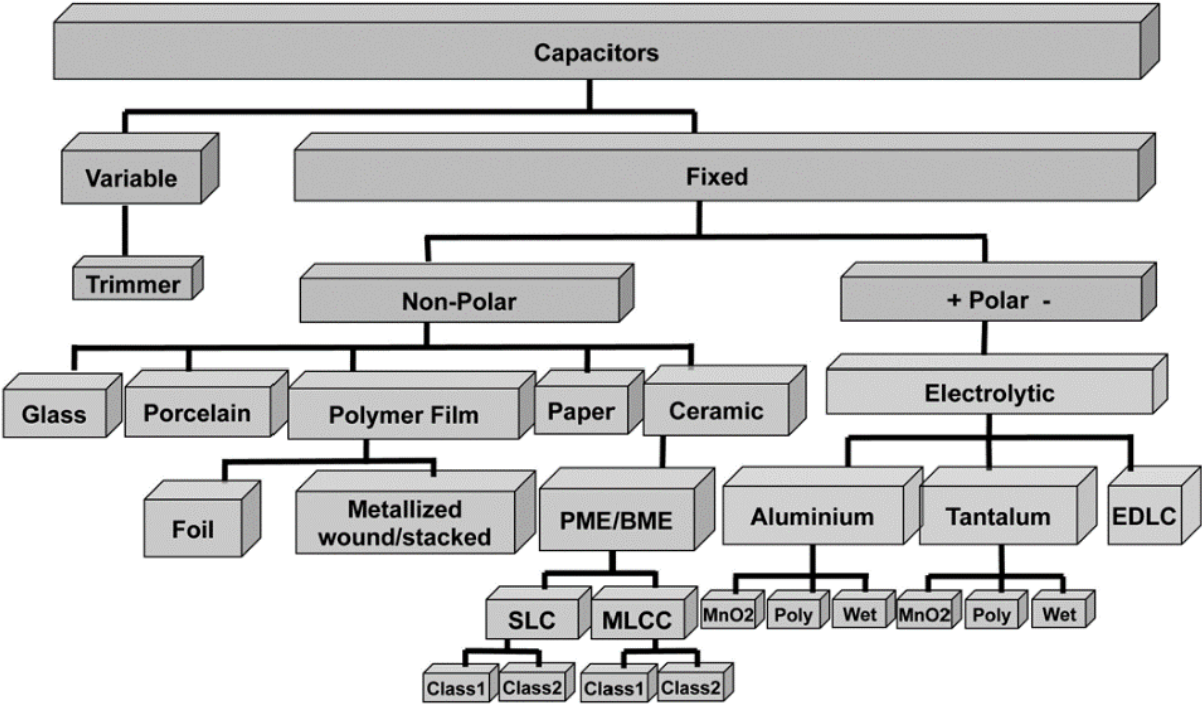 Capacitors
Variable
Fixed
Trimmer
Non-Polar
+ Polar -
Glass
Porcelain
Polymer Film
Paper
Ceramic
Electrolytic
Foil
Metallized
wound/stacked
PME/BME
Aluminium
Tantalum
EDLC
SLC
MLCC
MnO2
Poly
Wet
MnO2
Poly
Wet
Class1
Class2
Class1
Class2